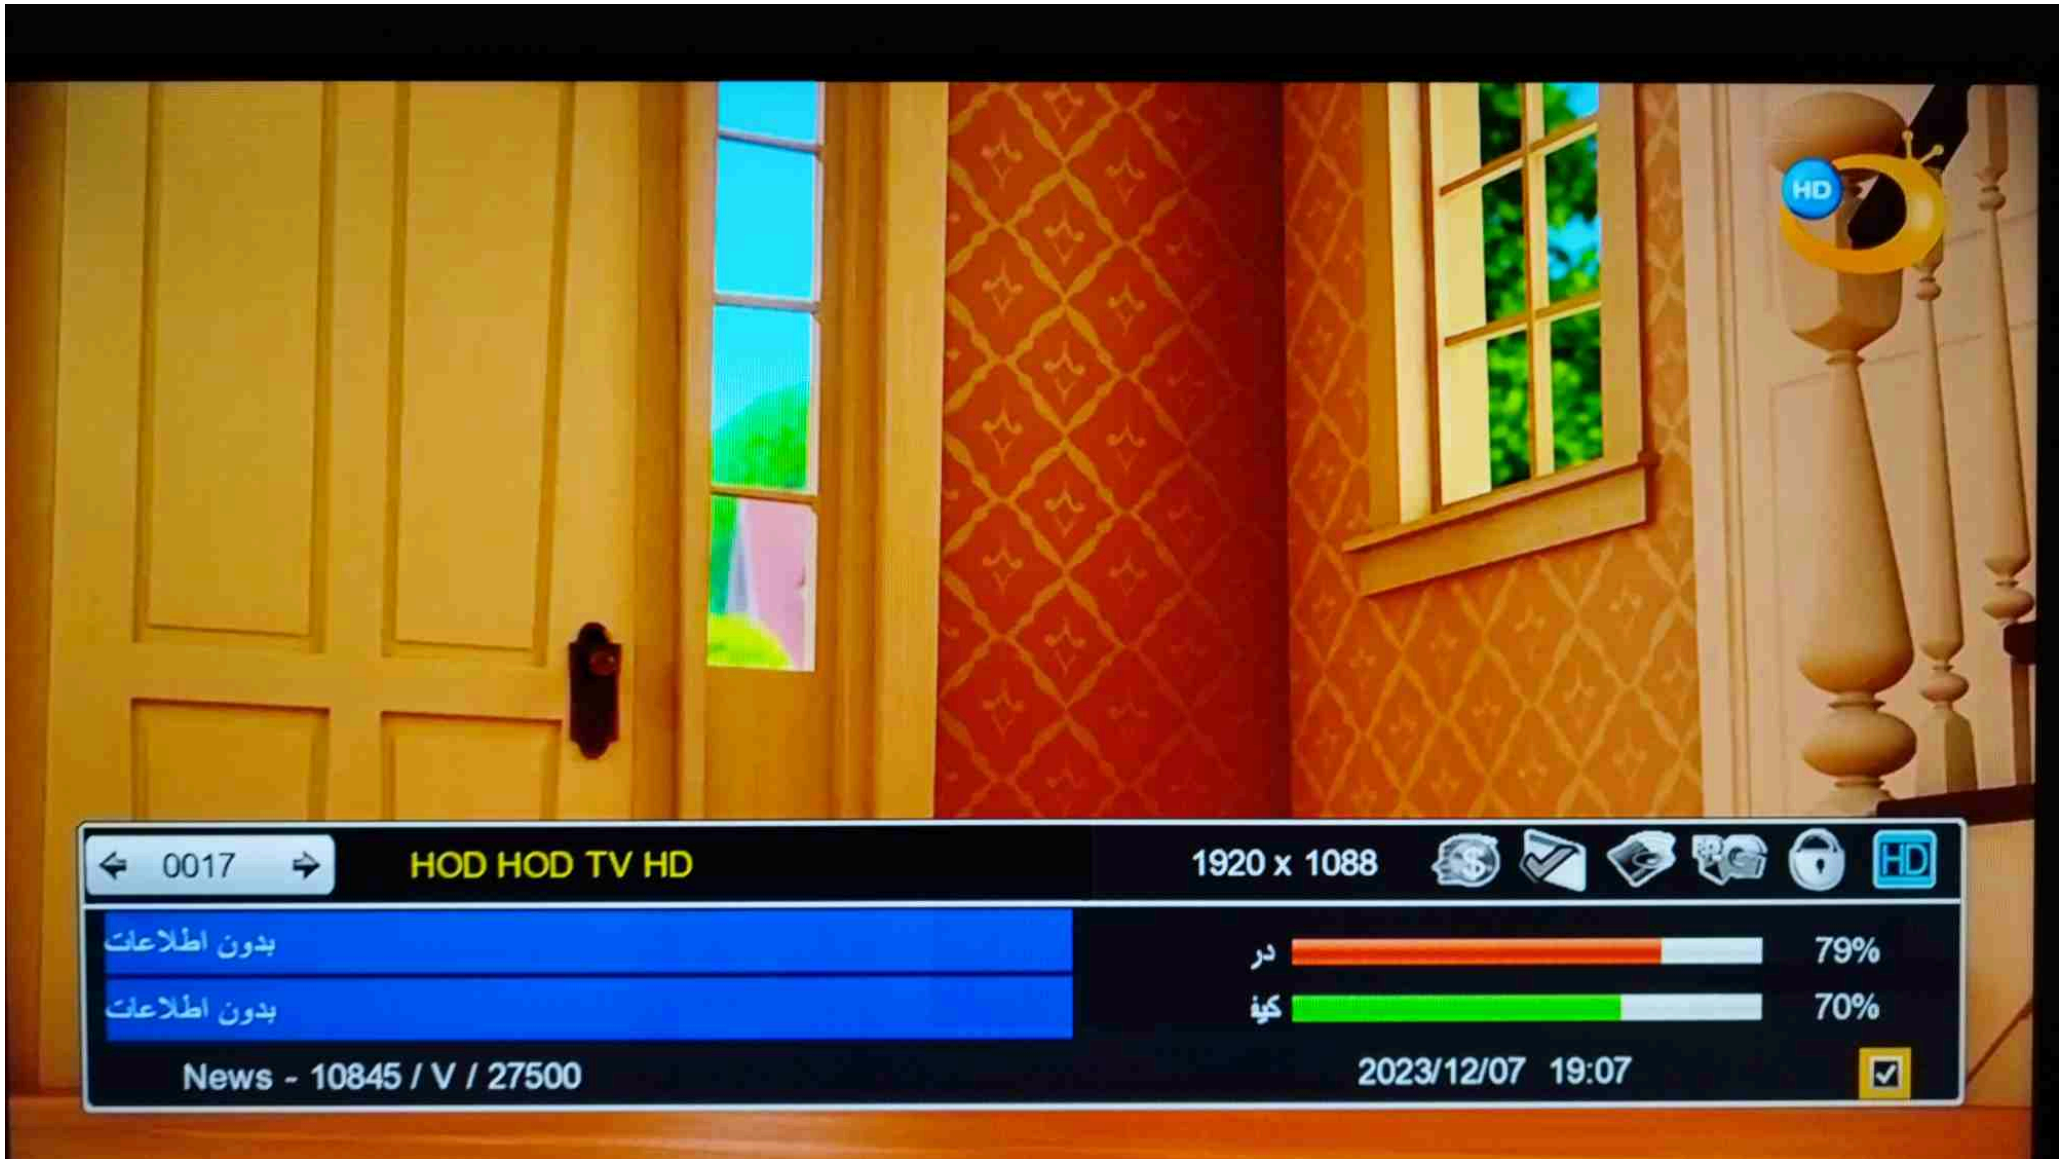 HD
0017 HOD HOD TV HD 1920 x 1088 HD
بدون اطلاعات در 79%
بدون اطلاعات کیف 70%
News - 10845 / V / 27500 2023/12/07 19:07